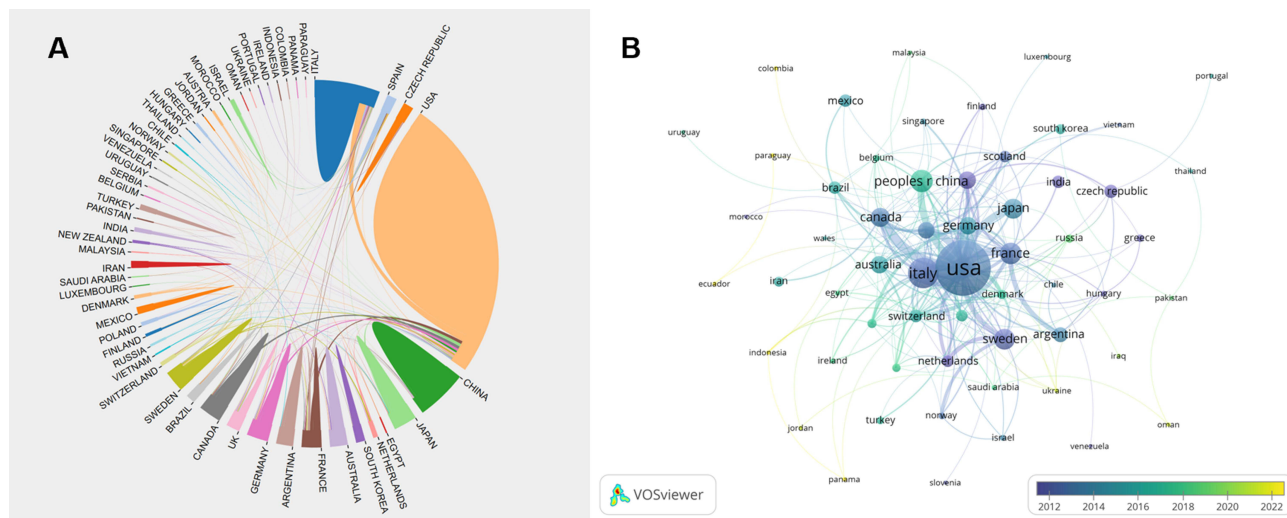 A
ITALY
SPAIN
CZECH REPUBLIC
USA
CHINA
JAPAN
EGYPT
NETHERLANDS
SOUTH KOREA
AUSTRALIA
FRANCE
ARGENTINA
GERMANY
UK
CANADA
BRAZIL
SWEDEN
SWITZERLAND
VIETNAM
RUSSIA
FINLAND
POLAND
MEXICO
DENMARK
LUXEMBOURG
SAUDI ARABIA
IRAN
MALAYSIA
NEW ZEALAND
INDIA
PAKISTAN
TURKEY
BELGIUM
SERBIA
URUGUAY
VENEZUELA
SINGAPORE
NORWAY
CHILE
THAILAND
HUNGARY
GREECE
JORDAN
AUSTRIA
MOROCCO
ISRAEL
OMAN
UKRAINE
PORTUGAL
IRELAND
INDONESIA
COLOMBIA
PANAMA
PARAGUAY
B
malaysia
luxembourg
colombia
portugal
mexico
finland
singapore
south korea
vietnam
uruguay
paraguay
belgium
scotland
thailand
brazil
peoples r china
india
czech republic
morocco
canada
japan
germany
wales
russia
greece
australia
italy
usa
france
ecuador
iran
egypt
denmark
chile
hungary
pakistan
switzerland
sweden
argentina
indonesia
ireland
netherlands
iraq
saudi arabia
ukraine
jordan
turkey
norway
oman
israel
venezuela
panama
slovenia
VOSviewer
2012 2014 2016 2018 2020 2022